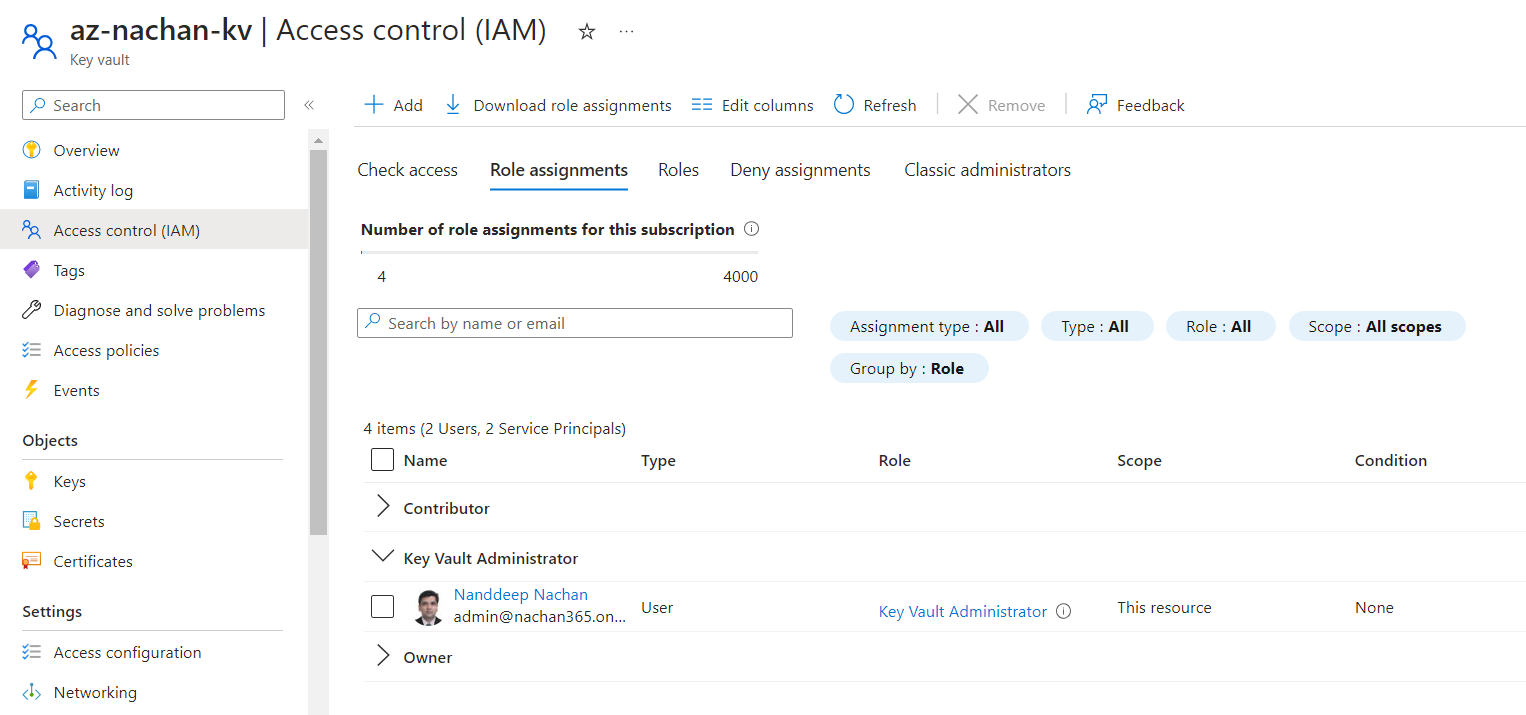 az-nachan-kv | Access control (IAM) ☆ ...
Key vault
Search «
Overview
Activity log
Access control (IAM)
Tags
Diagnose and solve problems
Access policies
Events
Objects
Keys
Secrets
Certificates
Settings
Access configuration
Networking
Add Download role assignments Edit columns Refresh Remove Feedback
Check access Role assignments Roles Deny assignments Classic administrators
Number of role assignments for this subscription
4 4000
Search by name or email
Assignment type : All Type : All Role : All Scope : All scopes
Group by : Role
4 items (2 Users, 2 Service Principals)
Name Type Role Scope Condition
Contributor
Key Vault Administrator
Nanddeep Nachan
admin@nachan365.on... User Key Vault Administrator This resource None
Owner